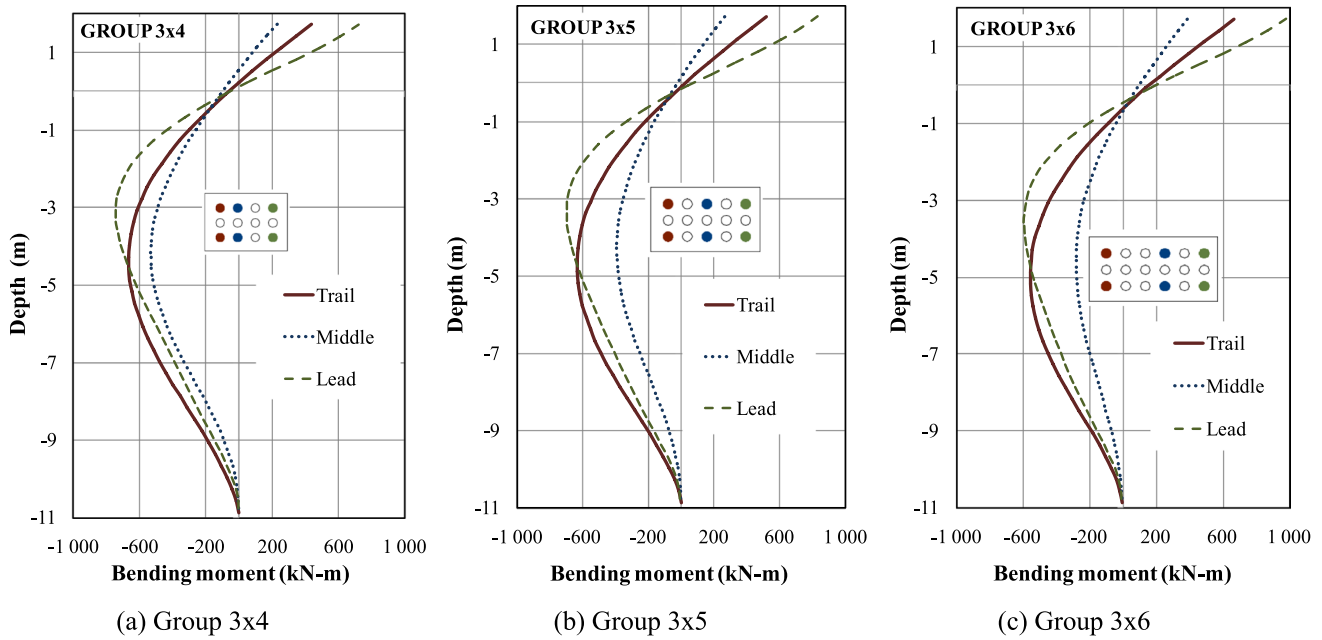 GROUP 3x4
1
-1
-3
-5
-7
-9
-11
Depth (m)
Trail
Middle
Lead
-1 000 -600 -200 200 600 1 000
Bending moment (kN-m)
(a) Group 3x4
GROUP 3x5
1
-1
-3
-5
-7
-9
-11
Depth (m)
Trail
Middle
Lead
-1 000 -600 -200 200 600 1 000
Bending moment (kN-m)
(b) Group 3x5
GROUP 3x6
1
-1
-3
-5
-7
-9
-11
Depth (m)
Trail
Middle
Lead
-1 000 -600 -200 200 600 1 000
Bending moment (kN-m)
(c) Group 3x6